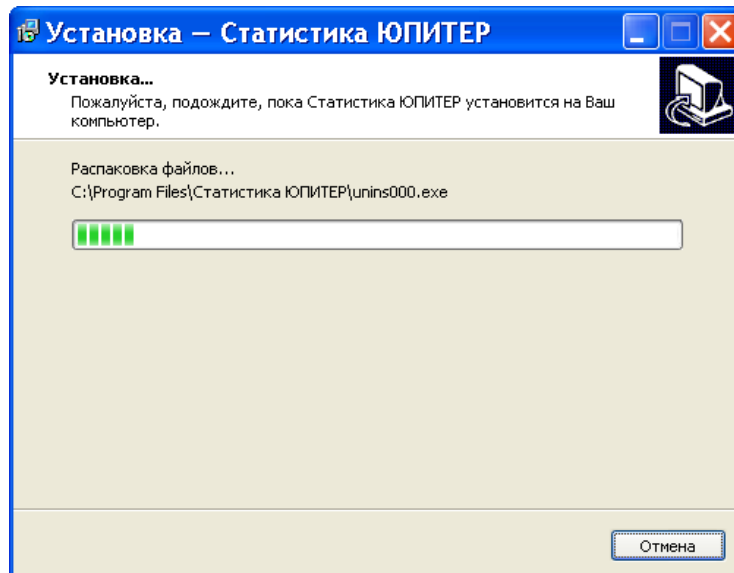 Установка — Статистика ЮПИТЕР
Установка...
Пожалуйста, подождите, пока Статистика ЮПИТЕР установится на Ваш
компьютер.
Распаковка файлов...
C:\Program Files\Статистика ЮПИТЕР\unins000.exe
Отмена